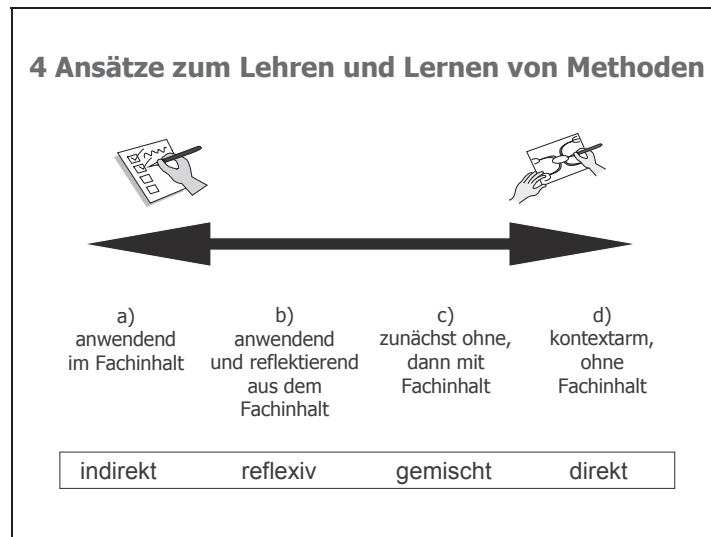 4 Ansätze zum Lehren und Lernen von Methoden
a)
anwendend
im Fachinhalt
b)
anwendend
und reflektierend
aus dem
Fachinhalt
c)
zunächst ohne,
dann mit
Fachinhalt
d)
kontextarm,
ohne
Fachinhalt
indirekt reflexiv gemischt direkt